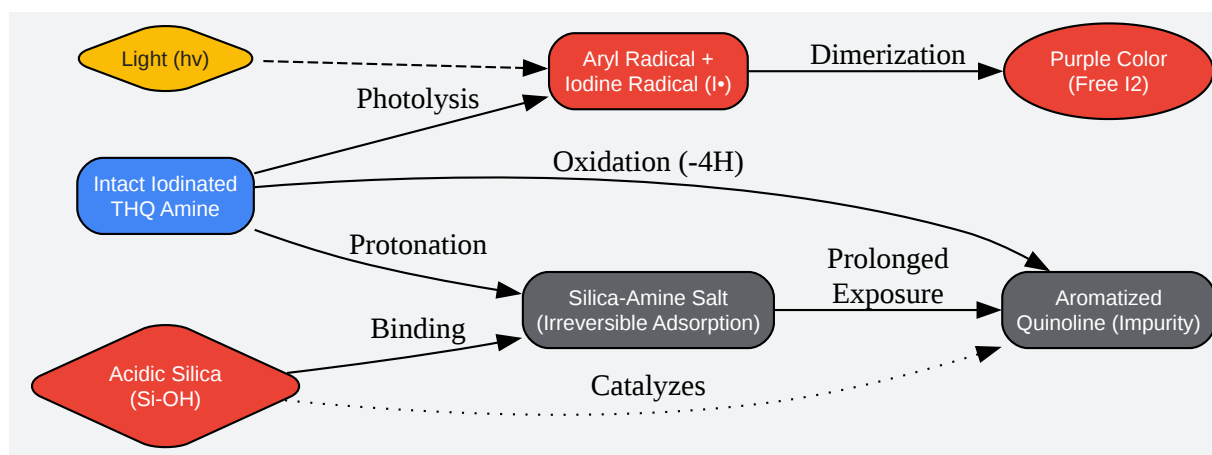 Light (hv)
Aryl Radical +
Iodine Radical (I•)
Dimerization
Purple Color
(Free I2)
Photolysis
Oxidation (-4H)
Intact Iodinated
THQ Amine
Protonation
Prolonged
Exposure
Silica-Amine Salt
(Irreversible Adsorption)
Aromatized
Quinoline (Impurity)
Binding
Acidic Silica
(Si-OH)
Catalyzes